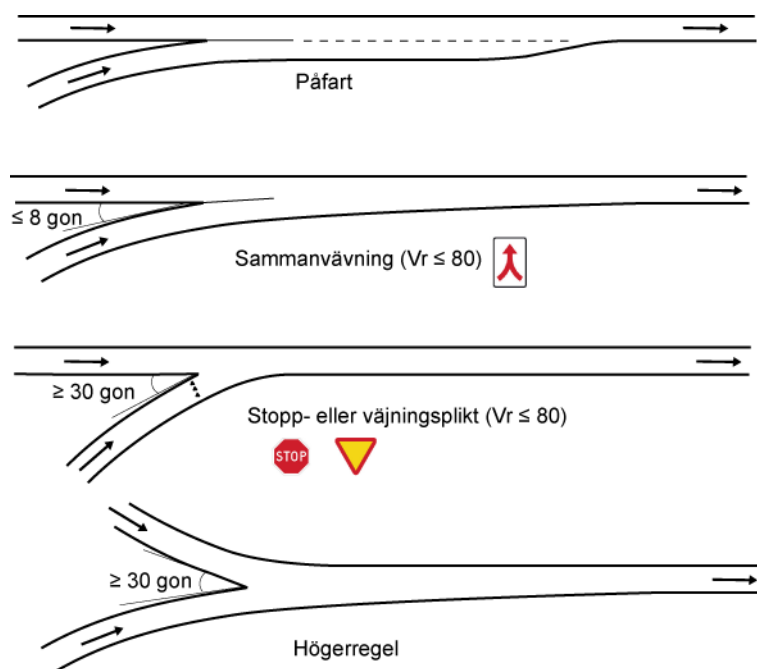 Påfart
≤ 8 gon
Sammanvävning (Vr ≤ 80)
≥ 30 gon
Stopp- eller väjningsplikt (Vr ≤ 80)
STOP
≥ 30 gon
Högerregel